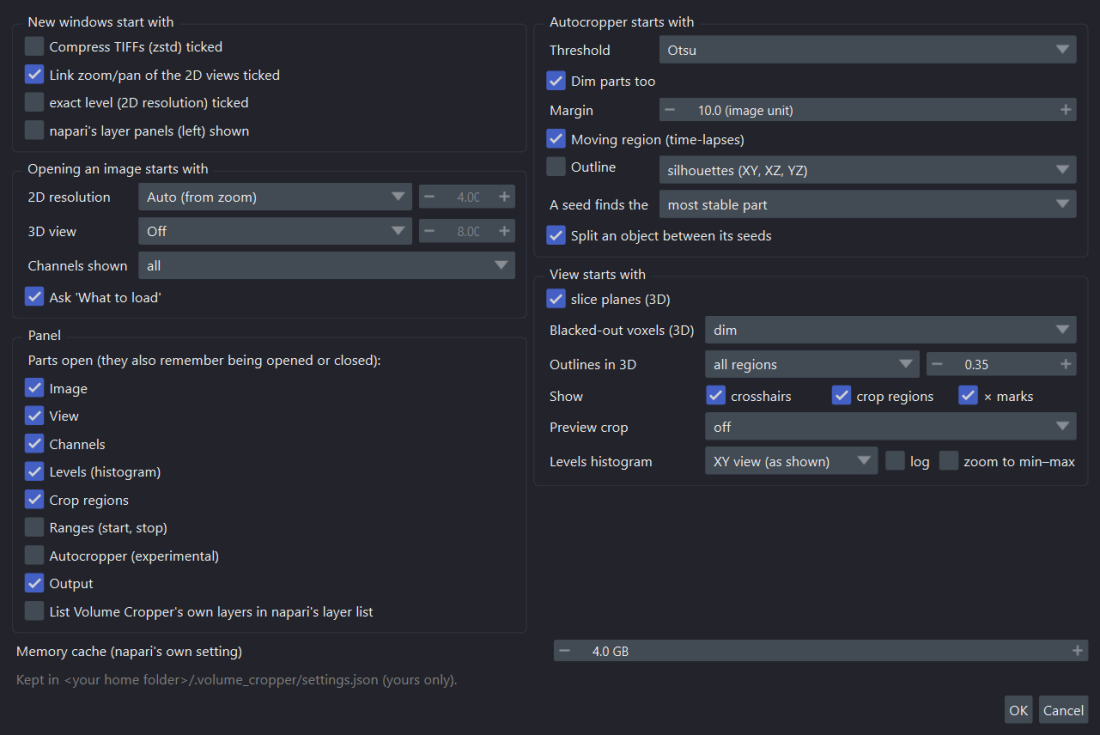 New windows start with
Compress TIFFs (zstd) ticked
Link zoom/pan of the 2D views ticked
exact level (2D resolution) ticked
napari's layer panels (left) shown
Opening an image starts with
2D resolution Auto (from zoom) − 4.00 +
3D view Off − 8.00 +
Channels shown all
Ask 'What to load'
Panel
Parts open (they also remember being opened or closed):
Image
View
Channels
Levels (histogram)
Crop regions
Ranges (start, stop)
Autocropper (experimental)
Output
List Volume Cropper's own layers in napari's layer list
Autocropper starts with
Threshold Otsu
Dim parts too
Margin − 10.0 (image unit) +
Moving region (time-lapses)
Outline silhouettes (XY, XZ, YZ)
A seed finds the most stable part
Split an object between its seeds
View starts with
slice planes (3D)
Blacked-out voxels (3D) dim
Outlines in 3D all regions − 0.35 +
Show crosshairs crop regions × marks
Preview crop off
Levels histogram XY view (as shown) log zoom to min–max
Memory cache (napari's own setting) − 4.0 GB +
Kept in <your home folder>/.volume_cropper/settings.json (yours only).
OK Cancel